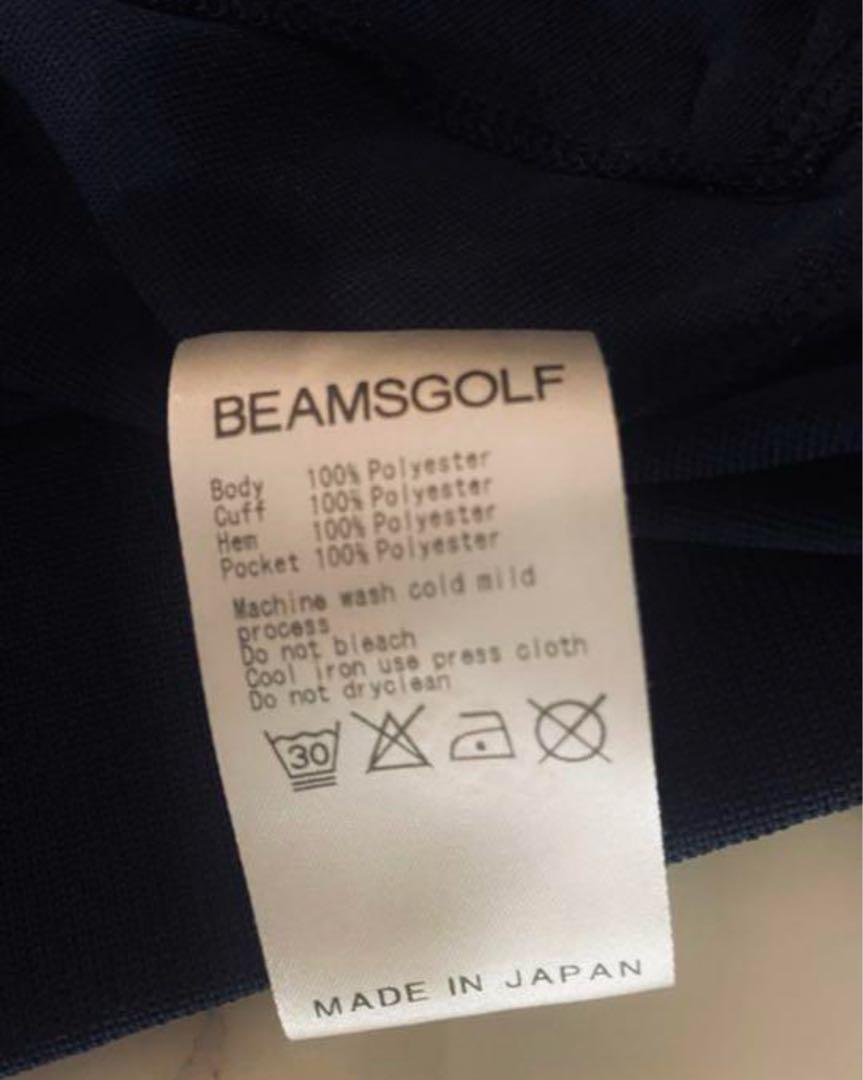 BEAMSGOLF
Body 100% Polyester
Cuff 100% Polyester
Hem 100% Polyester
Pocket 100% Polyester
Machine wash cold mild
process
Do not bleach
Cool iron use press cloth
Do not dryclean
30
MADE IN JAPAN